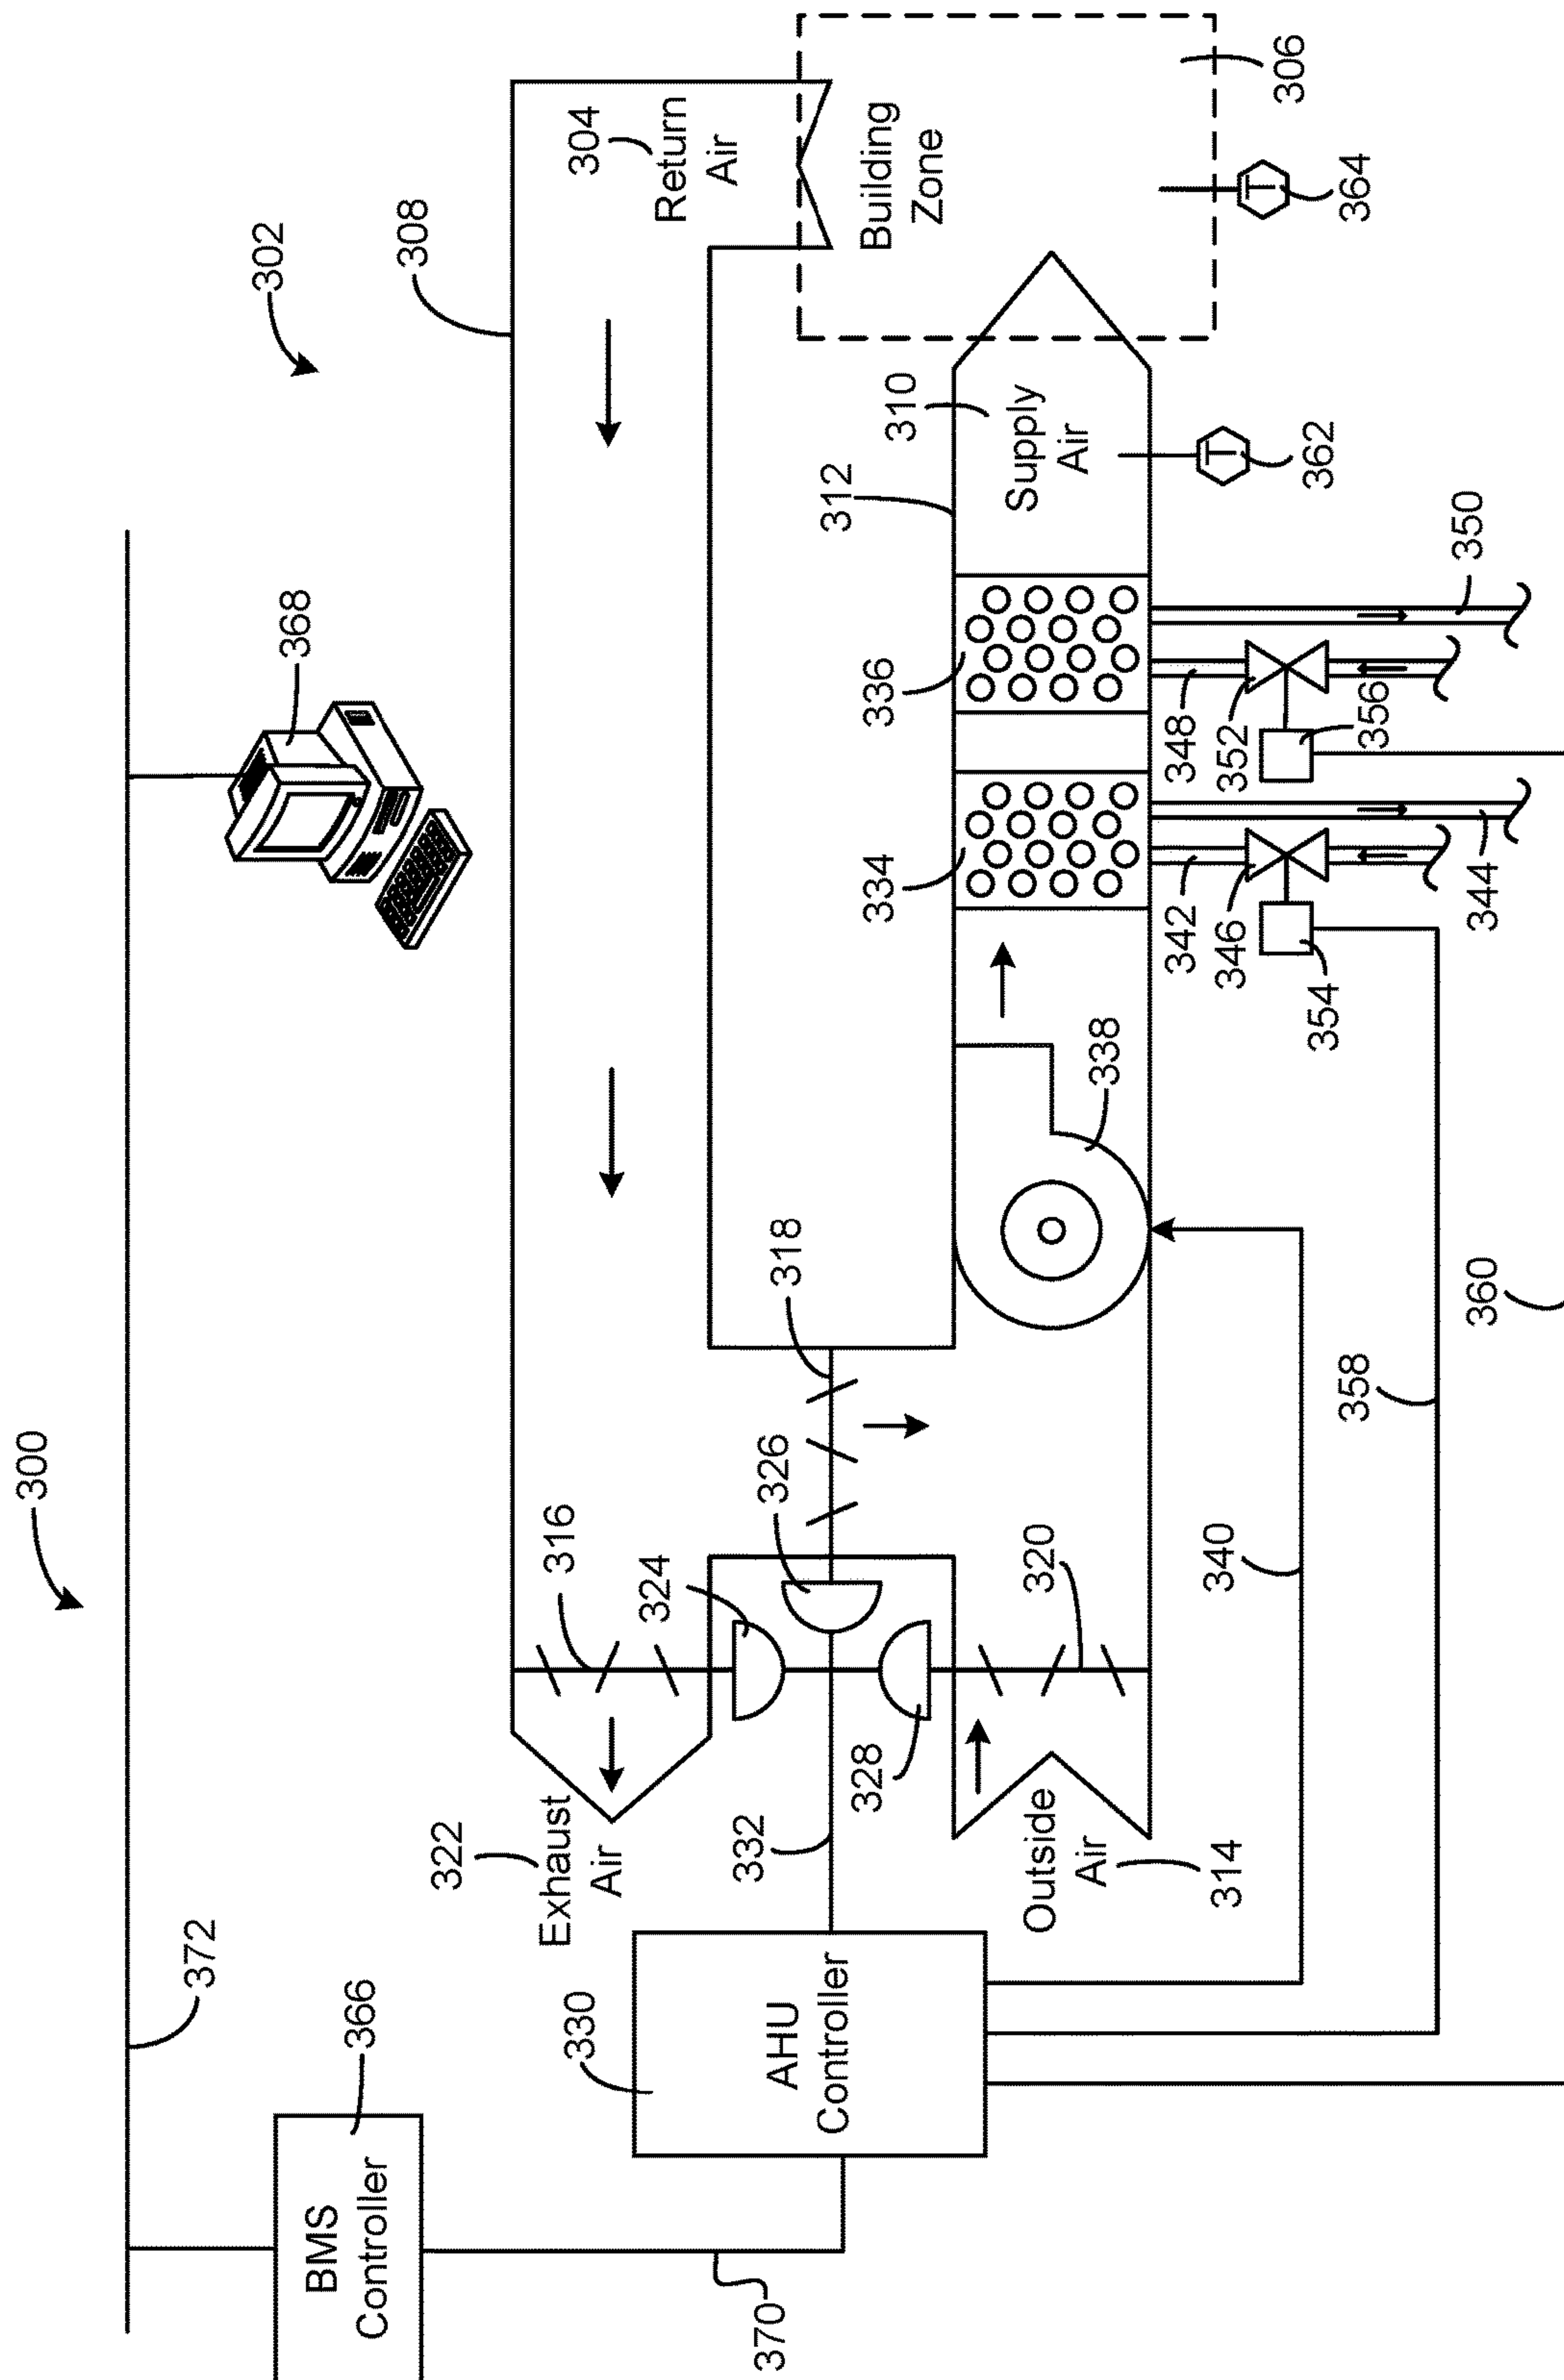 300
372
366
BMS
Controller
370
368
302
308
304
Return
Air
Building
Zone
306
364
322
Exhaust
Air
316
324
326
318
332
328
330
AHU
Controller
Outside
Air
314
320
340
338
334
336
312
310
Supply
Air
362
342
346
354
344
348
352
356
350
358
360
T
T